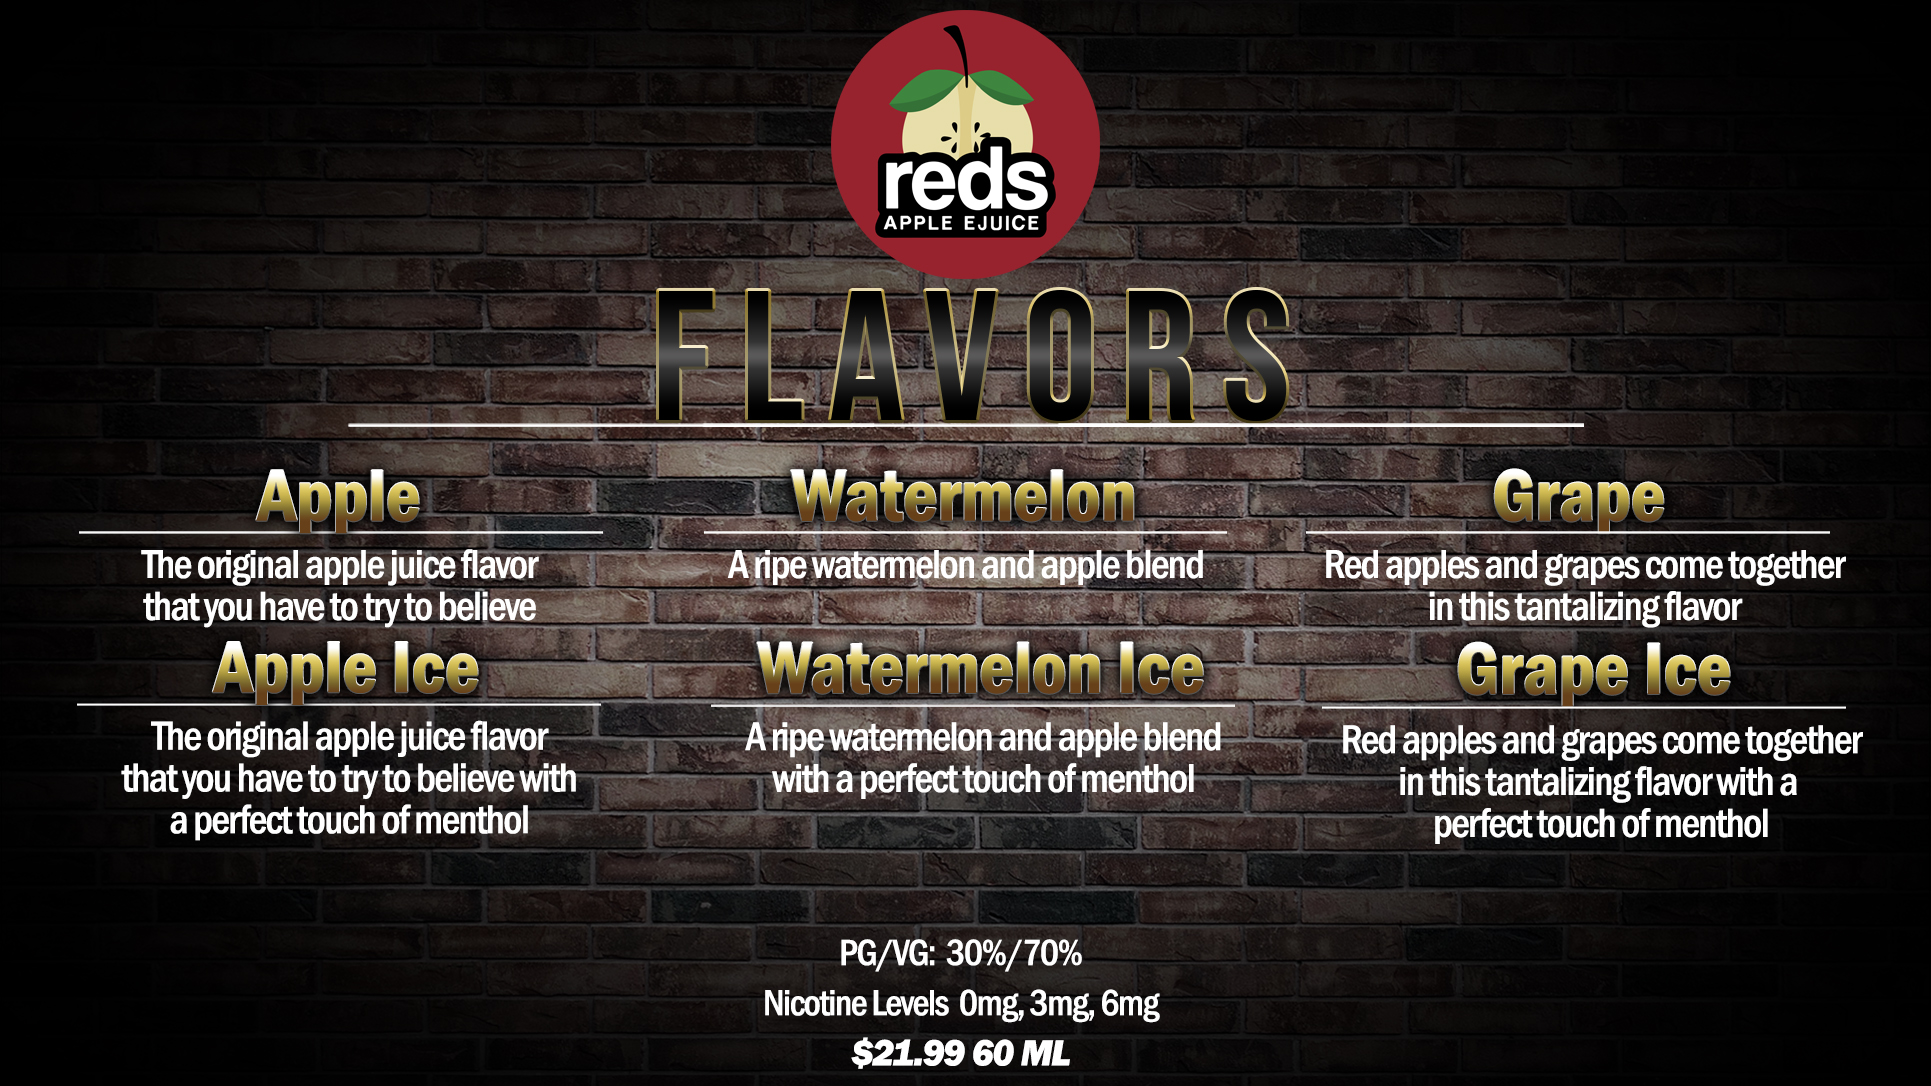 reds
APPLE EJUICE
FLAVORS
Apple
The original apple juice flavor
that you have to try to believe
Watermelon
A ripe watermelon and apple blend
Grape
Red apples and grapes come together
in this tantalizing flavor
Apple Ice
The original apple juice flavor
that you have to try to believe with
a perfect touch of menthol
Watermelon Ice
A ripe watermelon and apple blend
with a perfect touch of menthol
Grape Ice
Red apples and grapes come together
in this tantalizing flavor with a
perfect touch of menthol
PG/VG: 30%/70%
Nicotine Levels 0mg, 3mg, 6mg
$21.99 60 ML